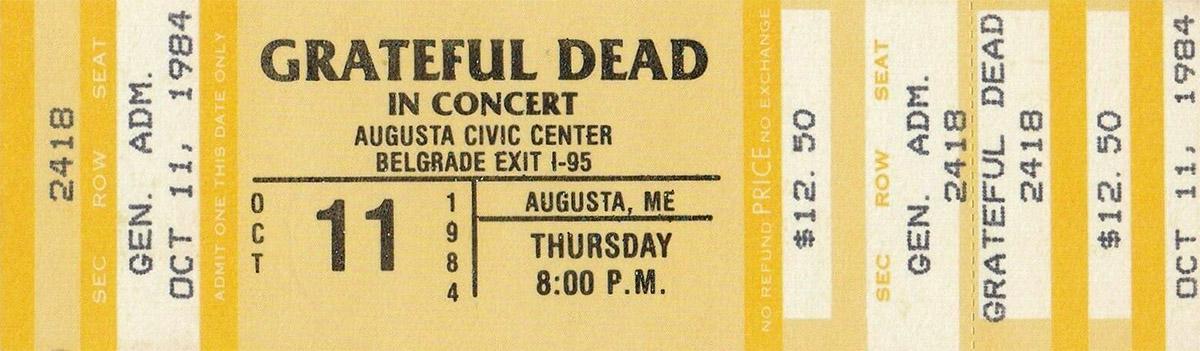 2418
SEC ROW SEAT
GEN. ADM.
OCT 11, 1984
ADMIT ONE THIS DATE ONLY
GRATEFUL DEAD
IN CONCERT
AUGUSTA CIVIC CENTER
BELGRADE EXIT I-95
OCT
11
1984
AUGUSTA, ME
THURSDAY
8:00 P.M.
NO REFUND PRICE NO EXCHANGE
$12.50
SEC ROW SEAT
GEN. ADM.
2418
GRATEFUL DEAD
2418
$12.50
OCT 11, 1984